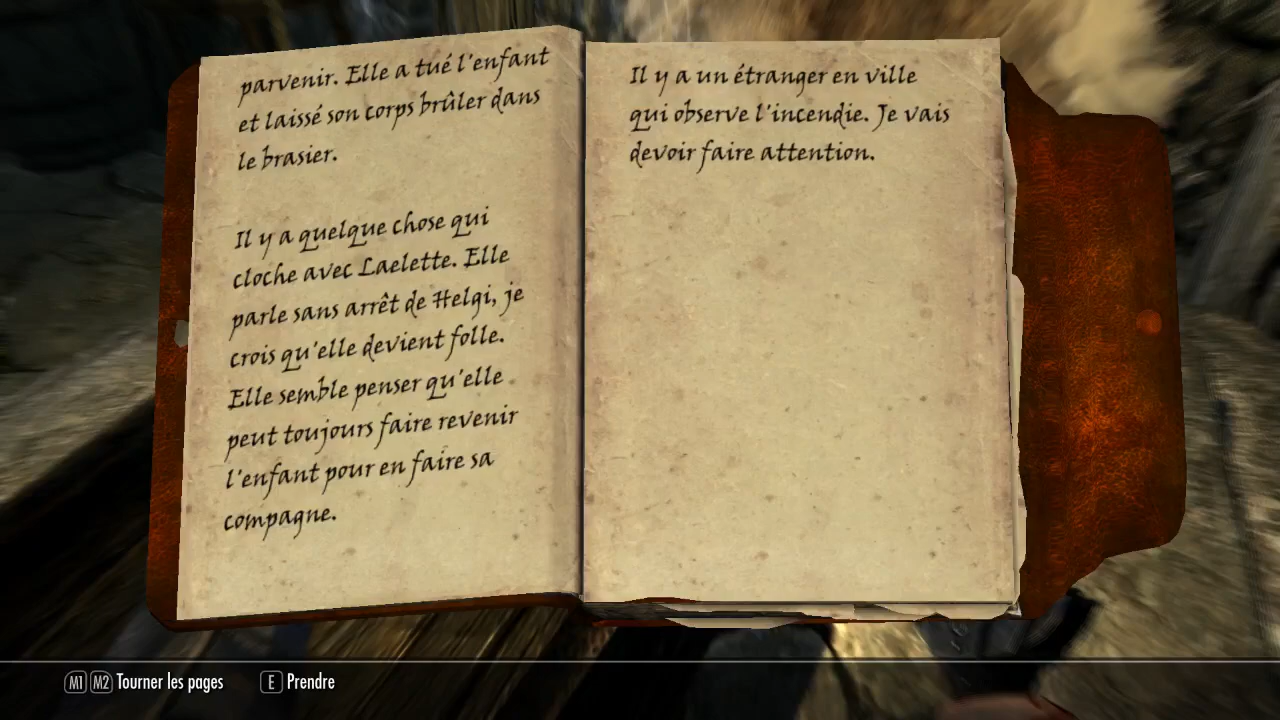 parvenir. Elle a tué l'enfant
et laissé son corps brûler dans
le brasier.
Il y a quelque chose qui
cloche avec Laelette. Elle
parle sans arrêt de Helgi, je
crois qu'elle devient folle.
Elle semble penser qu'elle
peut toujours faire revenir
l'enfant pour en faire sa
compagne.
Il y a un étranger en ville
qui observe l'incendie. Je vais
devoir faire attention.
M1 M2 Tourner les pages E Prendre